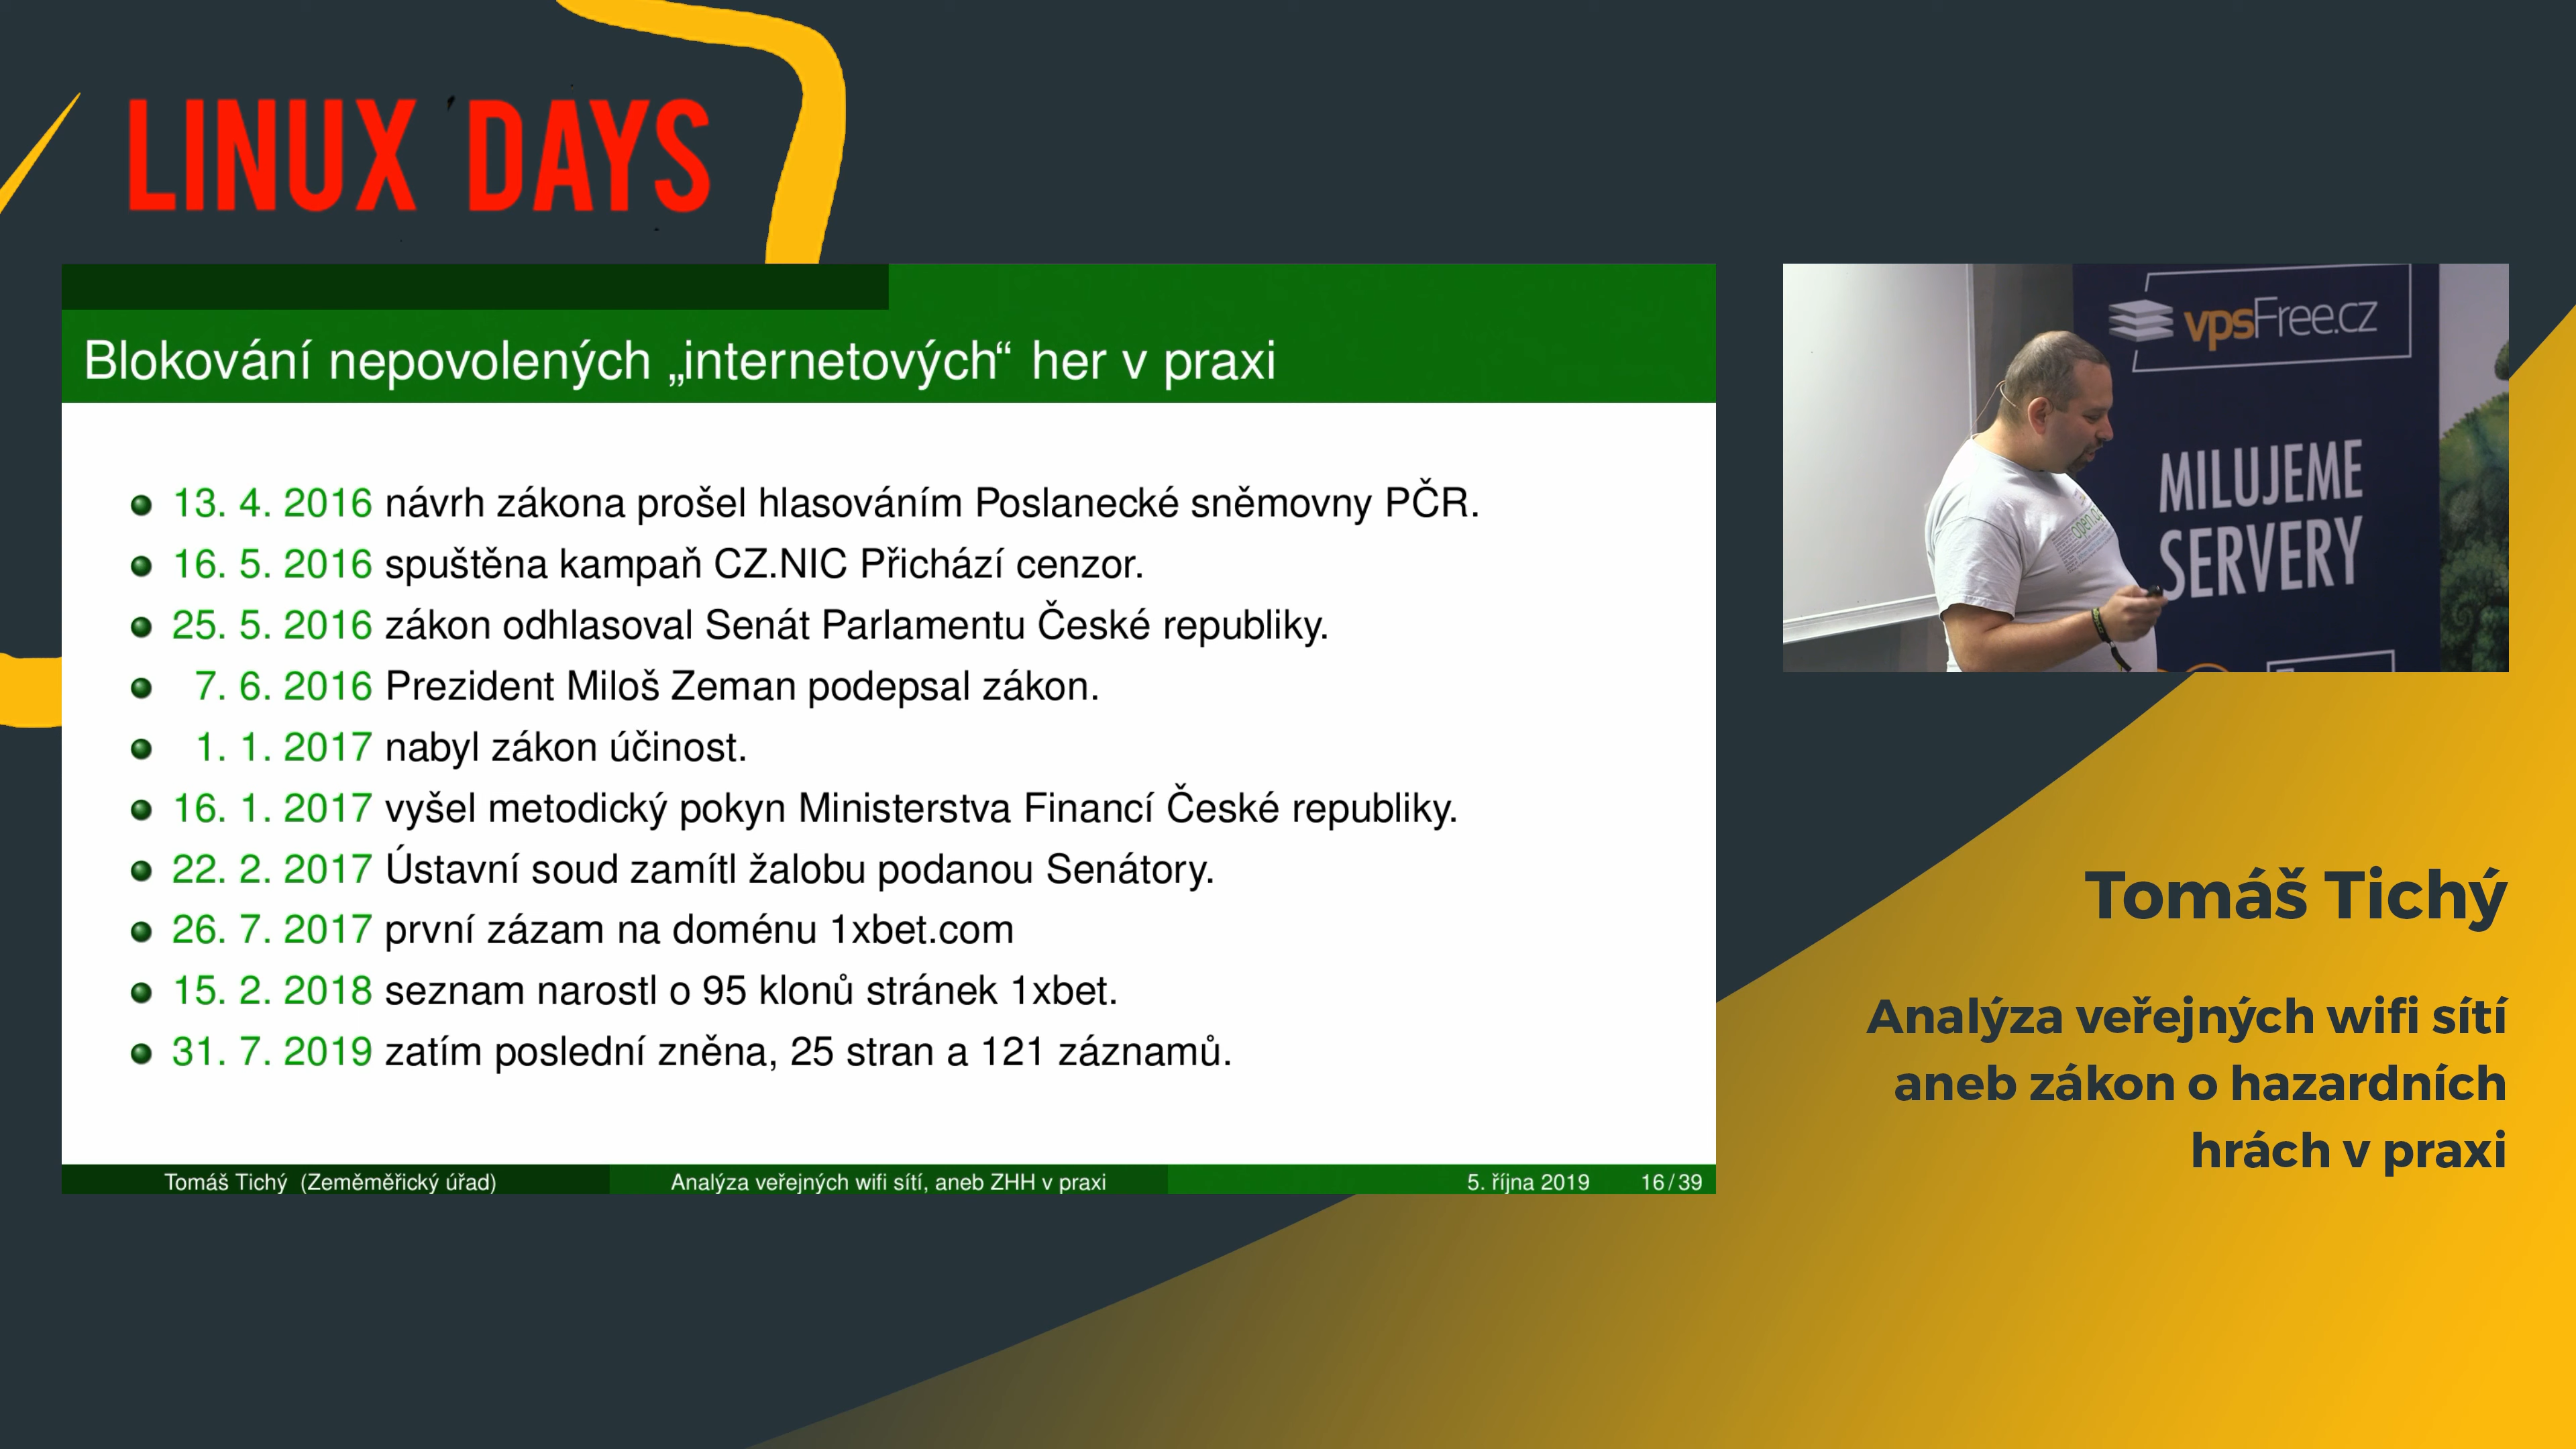 LINUX DAYS
Blokování nepovolených „internetových“ her v praxi
13. 4. 2016 návrh zákona prošel hlasováním Poslanecké sněmovny PČR.
16. 5. 2016 spuštěna kampaň CZ.NIC Přichází cenzor.
25. 5. 2016 zákon odhlasoval Senát Parlamentu České republiky.
7. 6. 2016 Prezident Miloš Zeman podepsal zákon.
1. 1. 2017 nabyl zákon účinost.
16. 1. 2017 vyšel metodický pokyn Ministerstva Financí České republiky.
22. 2. 2017 Ústavní soud zamítl žalobu podanou Senátory.
26. 7. 2017 první zázam na doménu 1xbet.com
15. 2. 2018 seznam narostl o 95 klonů stránek 1xbet.
31. 7. 2019 zatím poslední zněna, 25 stran a 121 záznamů.
Tomáš Tichý (Zeměměřický úřad) Analýza veřejných wifi sítí, aneb ZHH v praxi 5. října 2019 16/39
vpsFree.cz
MILUJEME
SERVERY
Tomáš Tichý
Analýza veřejných wifi sítí
aneb zákon o hazardních
hrách v praxi